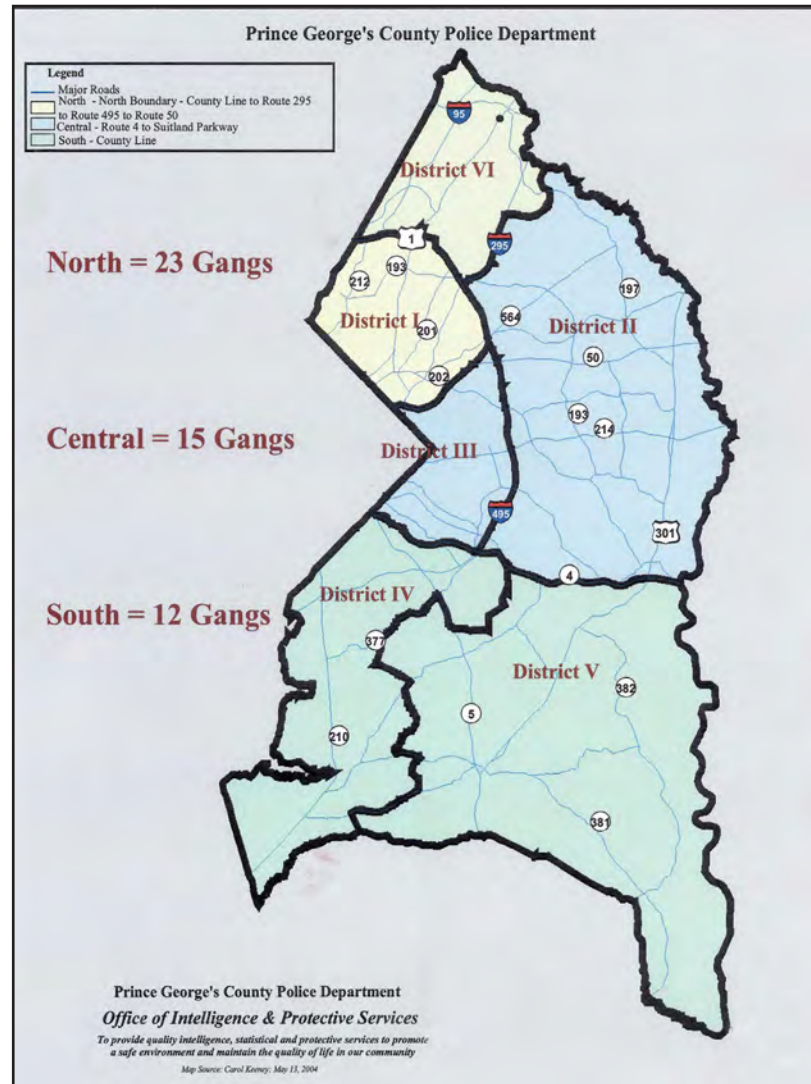 Prince George's County Police Department
Legend
Major Roads
North - North Boundary - County Line to Route 295
to Route 495 to Route 50
Central - Route 4 to Suitland Parkway
South - County Line
95
District VI
1
295
North = 23 Gangs
193
212
197
564
District I
201
District II
50
202
193
214
Central = 15 Gangs
District III
495
301
4
District IV
South = 12 Gangs
377
District V
382
5
210
381
Prince George's County Police Department
Office of Intelligence & Protective Services
To provide quality intelligence, statistical and protective services to promote
a safe environment and maintain the quality of life in our community
Map Source: Carol Keeney: May 13, 2004